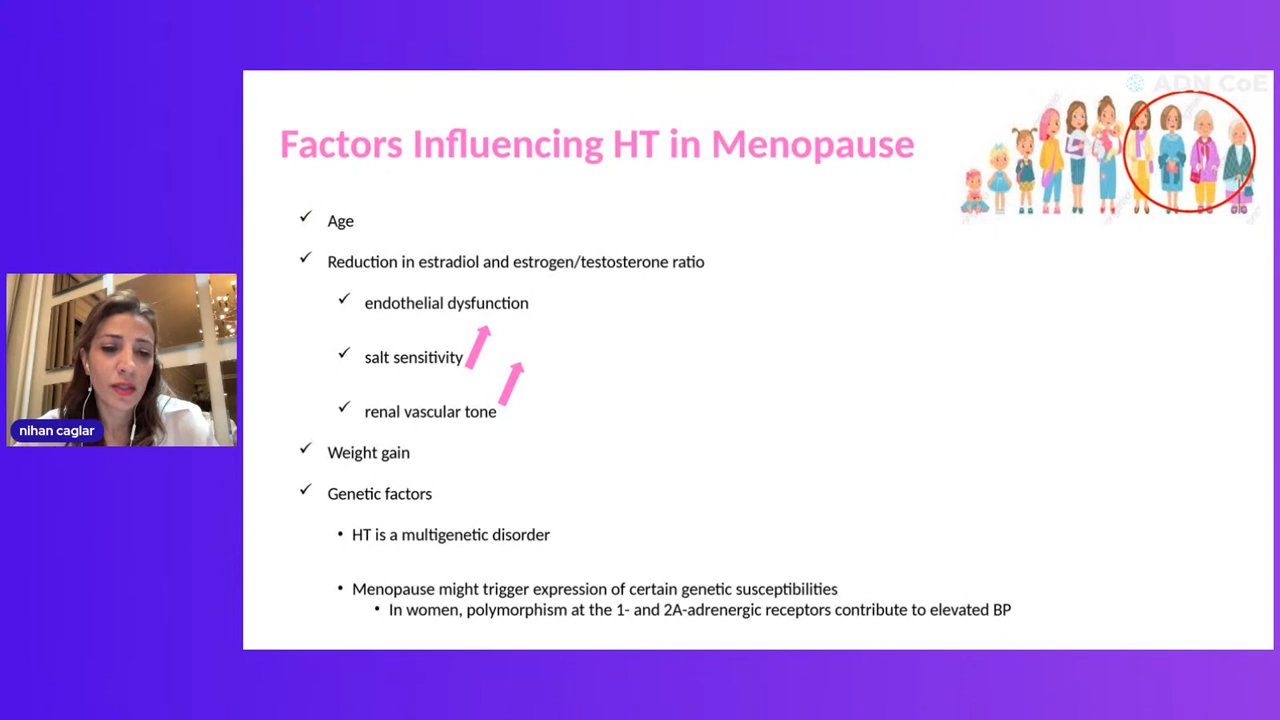 ADN CoE
Factors Influencing HT in Menopause
Age
Reduction in estradiol and estrogen/testosterone ratio
endothelial dysfunction
salt sensitivity
renal vascular tone
Weight gain
Genetic factors
HT is a multigenetic disorder
Menopause might trigger expression of certain genetic susceptibilities
In women, polymorphism at the 1- and 2A-adrenergic receptors contribute to elevated BP
nihan caglar